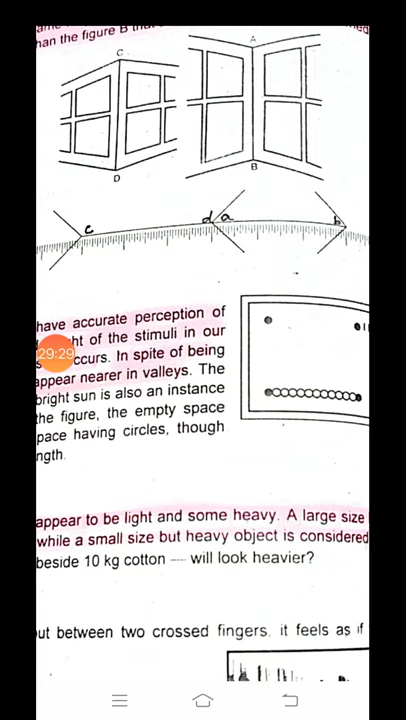 han the figure B
C
A
D
B
c
d a
b
have accurate perception of
ht of the stimuli in our
29:29
ccurs. In spite of being
appear nearer in valleys. The
bright sun is also an instance
the figure, the empty space
pace having circles, though
ngth.
appear to be light and some heavy. A large size
while a small size but heavy object is considered
beside 10 kg cotton — will look heavier?
ut between two crossed fingers, it feels as if